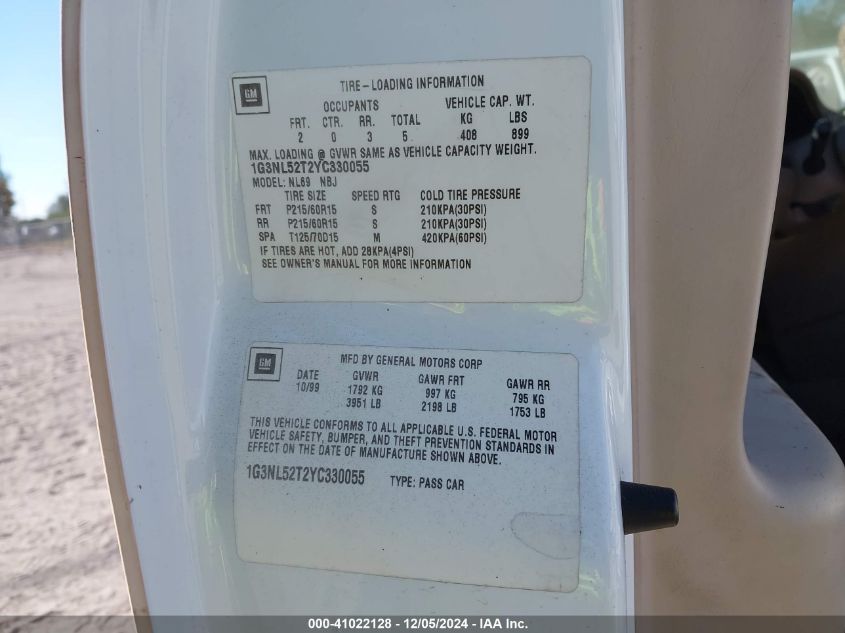 GM
TIRE-LOADING INFORMATION
OCCUPANTS VEHICLE CAP. WT.
FRT. CTR. RR. TOTAL KG LBS
2 0 3 5 408 899
MAX. LOADING @ GVWR SAME AS VEHICLE CAPACITY WEIGHT.
1G3NL52T2YC330055
MODEL: NL69 NBJ
TIRE SIZE SPEED RTG COLD TIRE PRESSURE
FRT P215/60R15 S 210KPA(30PSI)
RR P215/60R15 S 210KPA(30PSI)
SPA T125/70D15 M 420KPA(60PSI)
IF TIRES ARE HOT, ADD 28KPA(4PSI)
SEE OWNER'S MANUAL FOR MORE INFORMATION
GM
MFD BY GENERAL MOTORS CORP
DATE GVWR GAWR FRT GAWR RR
10/99 1792 KG 997 KG 795 KG
3951 LB 2198 LB 1753 LB
THIS VEHICLE CONFORMS TO ALL APPLICABLE U.S. FEDERAL MOTOR
VEHICLE SAFETY, BUMPER, AND THEFT PREVENTION STANDARDS IN
EFFECT ON THE DATE OF MANUFACTURE SHOWN ABOVE.
1G3NL52T2YC330055 TYPE: PASS CAR
000-41022128 - 12/05/2024 - IAA Inc.